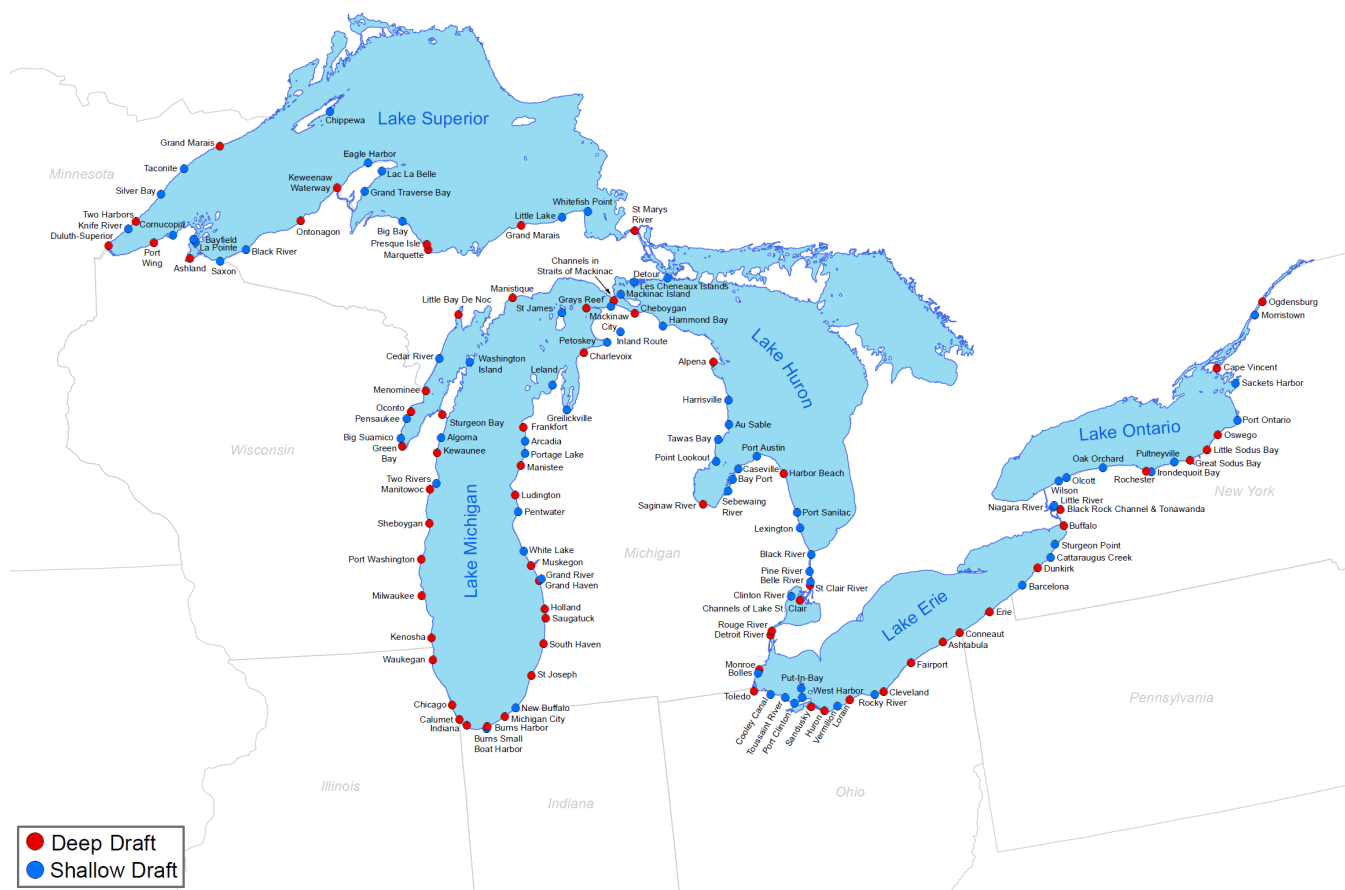 Lake Superior
Chippewa
Grand Marais
Minnesota
Taconite
Silver Bay
Two Harbors
Knife River
Duluth-Superior
Cornucopia
Port
Wing
Bayfield
La Pointe
Ashland
Saxon
Black River
Ontonagon
Keweenaw
Waterway
Eagle Harbor
Lac La Belle
Grand Traverse Bay
Big Bay
Presque Isle
Marquette
Grand Marais
Little Lake
Whitefish Point
St Marys
River
Channels in
Straits of Mackinac
Detour
Les Cheneaux Islands
Mackinac Island
Manistique
Little Bay De Noc
St James
Grays Reef
Mackinaw
City
Cheboygan
Hammond Bay
Inland Route
Petoskey
Charlevoix
Cedar River
Washington
Island
Leland
Greilickville
Menominee
Oconto
Pensaukee
Big Suamico
Green
Bay
Sturgeon Bay
Algoma
Kewaunee
Two Rivers
Manitowoc
Sheboygan
Port Washington
Milwaukee
Kenosha
Waukegan
Chicago
Calumet
Indiana
Burns Harbor
Burns Small
Boat Harbor
Michigan City
New Buffalo
St Joseph
South Haven
Saugatuck
Holland
Grand Haven
Grand River
Muskegon
White Lake
Pentwater
Ludington
Manistee
Portage Lake
Arcadia
Frankfort
Lake Michigan
Wisconsin
Michigan
Illinois
Indiana
Ohio
Pennsylvania
New York
Lake Huron
Alpena
Harrisville
Au Sable
Tawas Bay
Point Lookout
Port Austin
Caseville
Bay Port
Sebewaing
River
Saginaw River
Harbor Beach
Port Sanilac
Lexington
Black River
Pine River
Belle River
St Clair River
Clinton River
Channels of Lake St. Clair
Rouge River
Detroit River
Monroe
Bolles
Toledo
Cooley Canal
Toussaint River
Port Clinton
Put-In-Bay
West Harbor
Sandusky
Huron
Vermilion
Lorain
Rocky River
Cleveland
Fairport
Ashtabula
Conneaut
Erie
Barcelona
Dunkirk
Cattaraugus Creek
Sturgeon Point
Buffalo
Black Rock Channel & Tonawanda
Little River
Niagara River
Lake Erie
Lake Ontario
Wilson
Olcott
Oak Orchard
Rochester
Irondequoit Bay
Pultneyville
Great Sodus Bay
Little Sodus Bay
Oswego
Port Ontario
Sackets Harbor
Cape Vincent
Morristown
Ogdensburg
Deep Draft
Shallow Draft